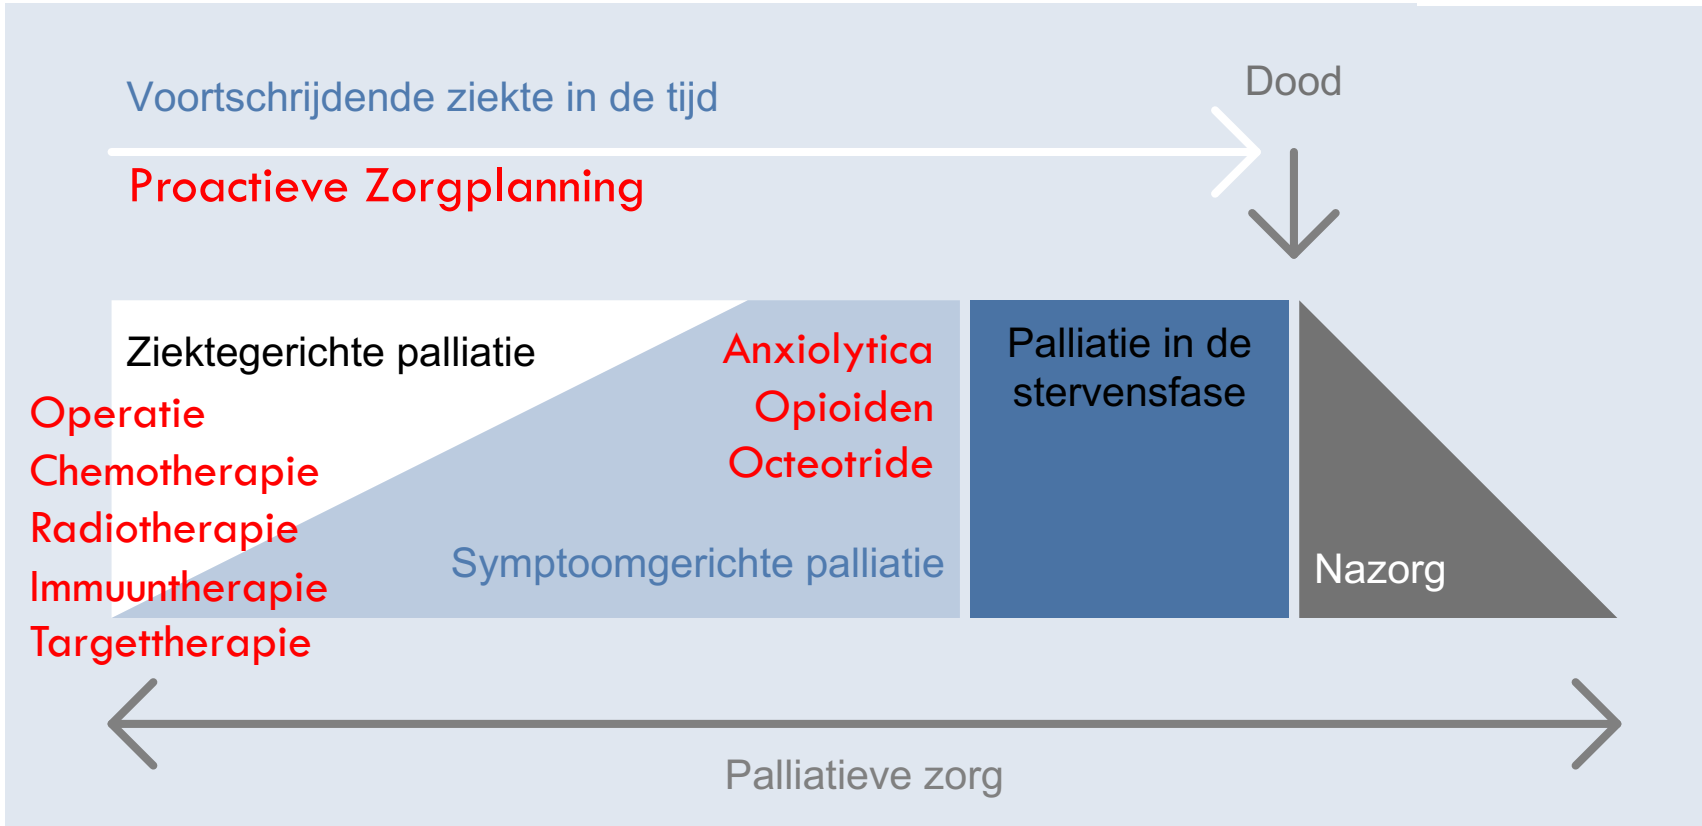 Voortschrijdende ziekte in de tijd
Dood
Proactieve Zorgplanning
Ziektegerichte palliatie
Operatie
Chemotherapie
Radiotherapie
Immuuntherapie
Targettherapie
Anxiolytica
Opioiden
Octeotride
Symptoomgerichte palliatie
Palliatie in de
stervensfase
Nazorg
Palliatieve zorg